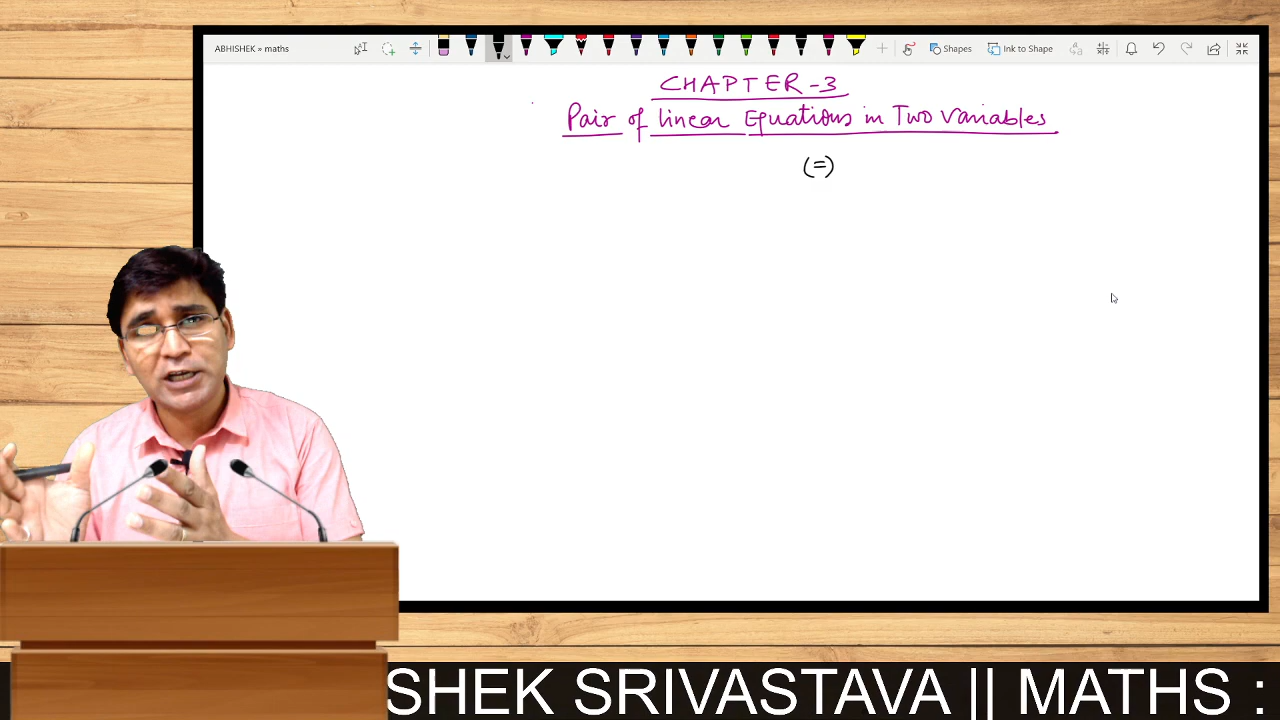 ABHISHEK » maths
Shapes
Ink to Shape
CHAPTER-3
Pair of linear Equations in Two variables
(=)
SHEK SRIVASTAVA || MATHS :